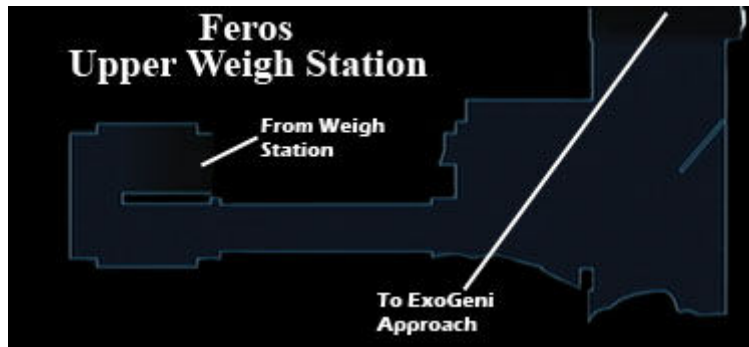 Feros
Upper Weigh Station
From Weigh
Station
To ExoGeni
Approach